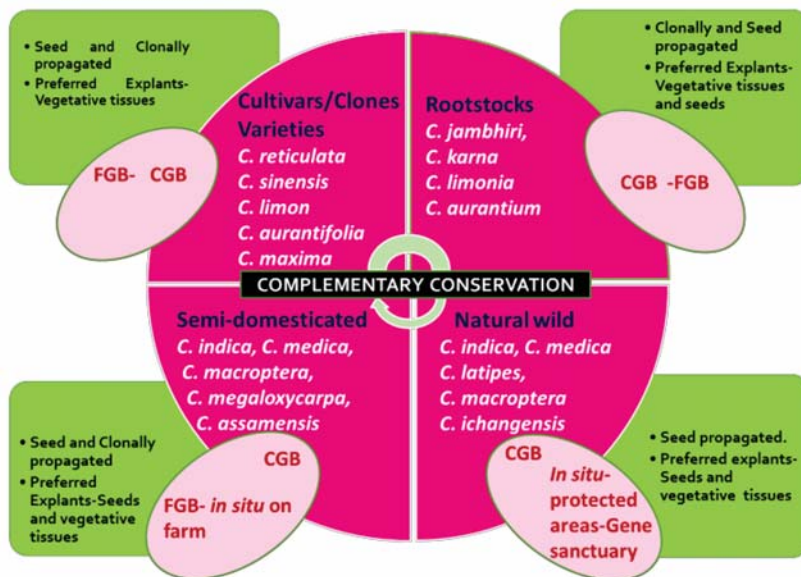 • Seed and Clonally
propagated
• Preferred Explants-
Vegetative tissues
FGB- CGB
Cultivars/Clones
Varieties
C. reticulata
C. sinensis
C. limon
C. aurantifolia
C. maxima
Rootstocks
C. jambhiri,
C. karna
C. limonia
C. aurantium
• Clonally and Seed
propagated
• Preferred Explants-
Vegetative tissues
and seeds
CGB -FGB
COMPLEMENTARY CONSERVATION
Semi-domesticated
C. indica, C. medica,
C. macroptera,
C. megaloxycarpa,
C. assamensis
• Seed and Clonally
propagated
• Preferred
Explants-Seeds
and vegetative
tissues
CGB
FGB- in situ on
farm
Natural wild
C. indica, C. medica
C. latipes,
C. macroptera
C. ichangensis
CGB
In situ-
protected
areas-Gene
sanctuary
• Seed propagated.
• Preferred explants-
Seeds and
vegetative tissues